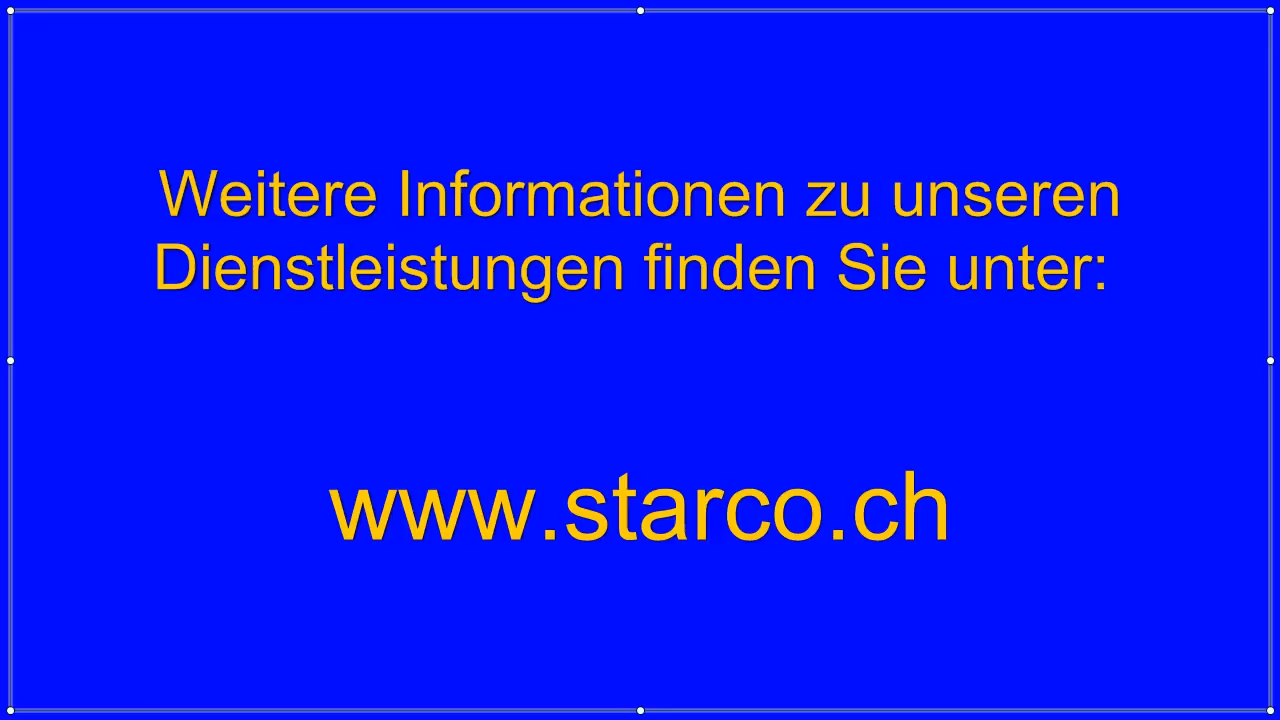 Weitere Informationen zu unseren
Dienstleistungen finden Sie unter:
www.starco.ch